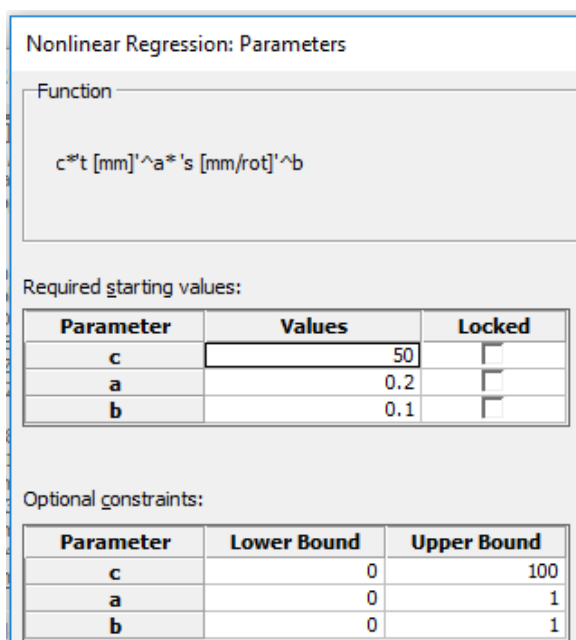 Nonlinear Regression: Parameters
Function
c*'t [mm]'^a* 's [mm/rot]'^b
Required starting values:
Parameter Values Locked
c 50
a 0.2
b 0.1
Optional constraints:
Parameter Lower Bound Upper Bound
c 0 100
a 0 1
b 0 1